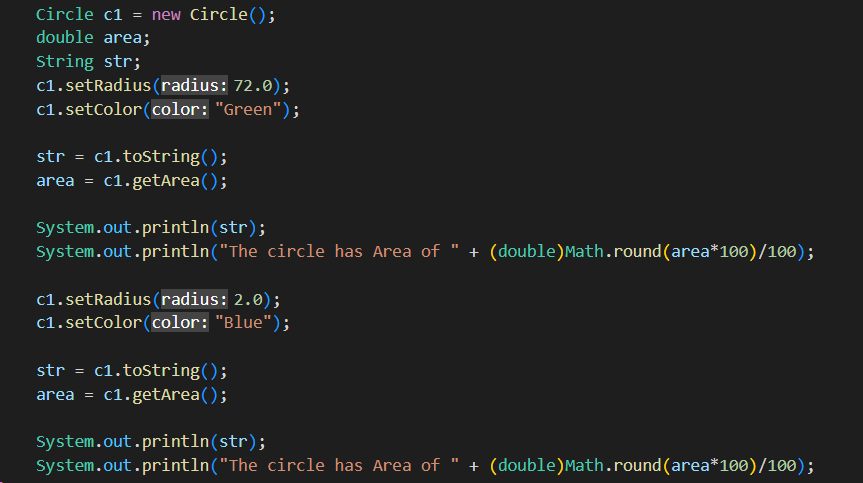 Circle c1 = new Circle();
double area;
String str;
c1.setRadius(radius: 72.0);
c1.setColor(color: "Green");
str = c1.toString();
area = c1.getArea();
System.out.println(str);
System.out.println("The circle has Area of " + (double)Math.round(area*100)/100);
c1.setRadius(radius: 2.0);
c1.setColor(color: "Blue");
str = c1.toString();
area = c1.getArea();
System.out.println(str);
System.out.println("The circle has Area of " + (double)Math.round(area*100)/100);